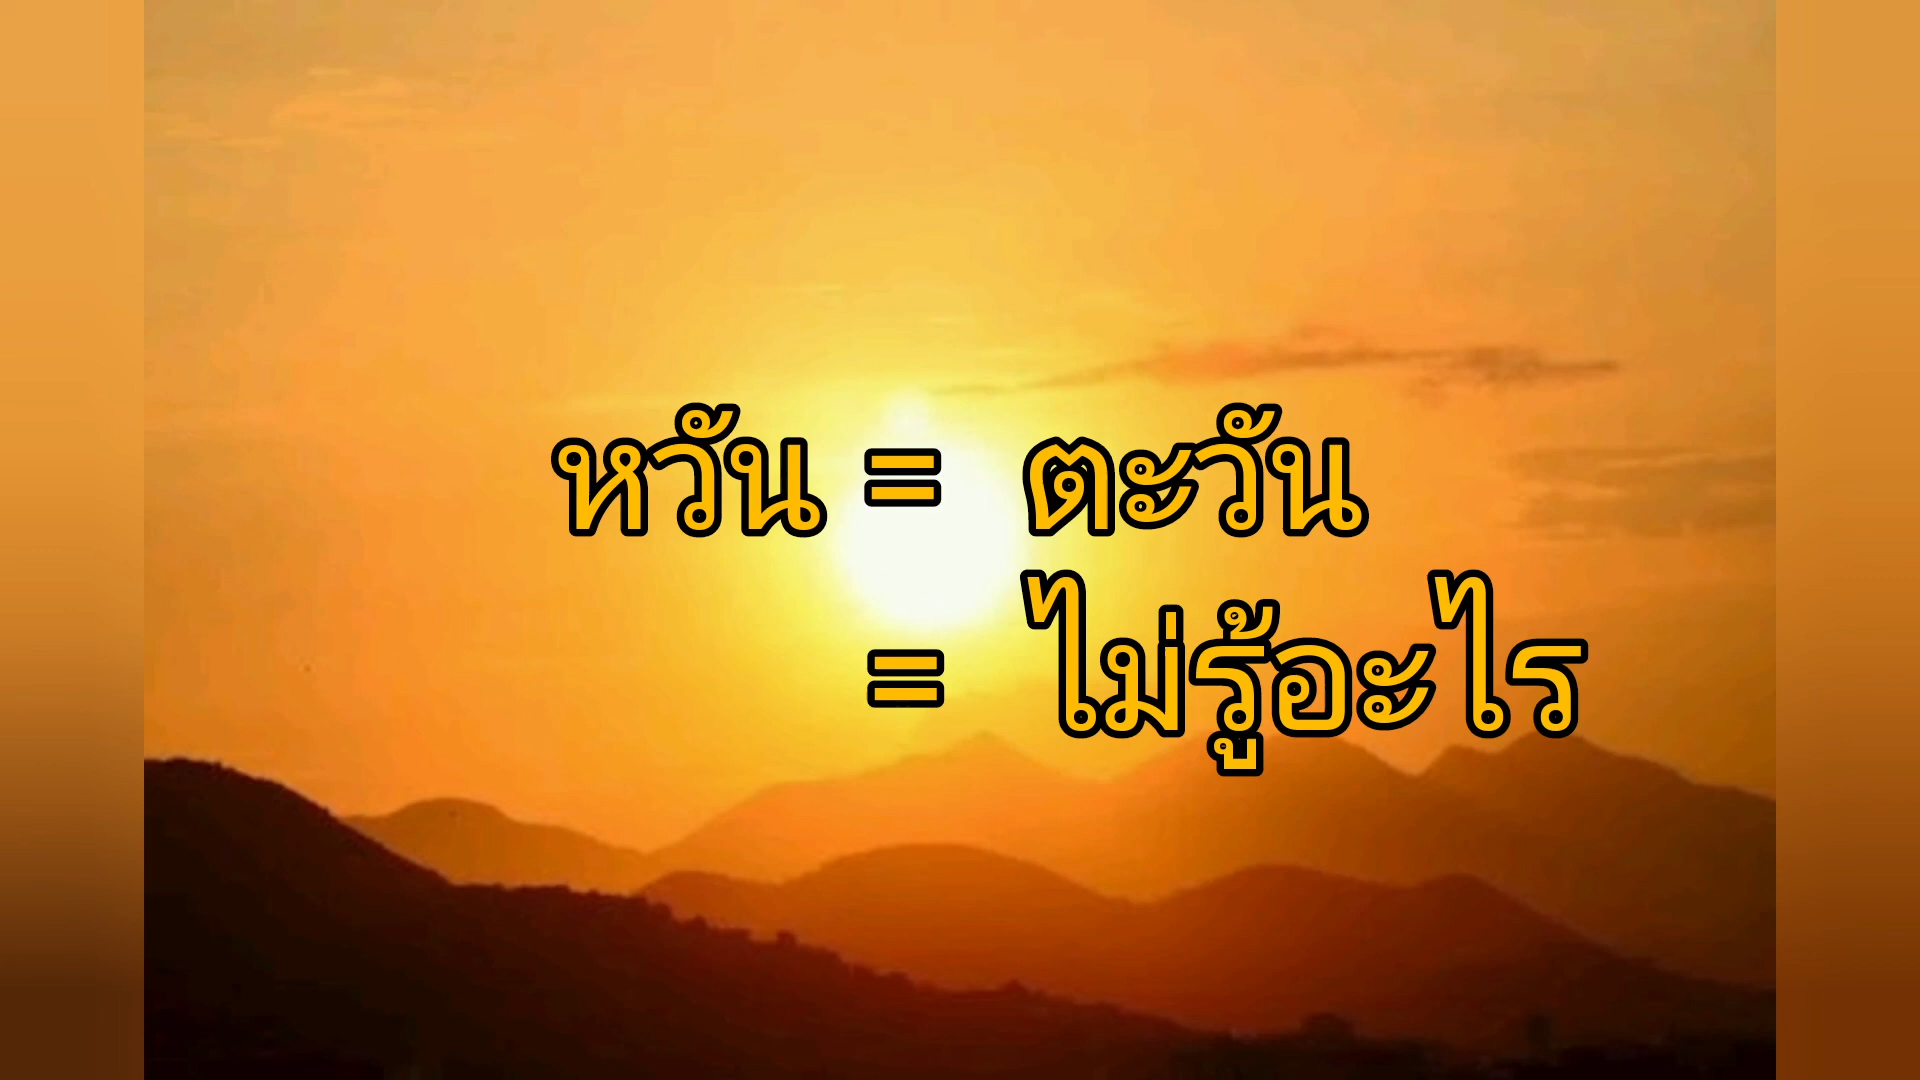 หวัน = ตะวัน
= ไม่รู้อะไร